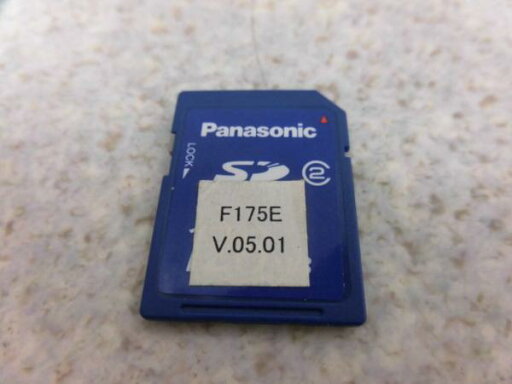 Panasonic
LOCK
SD
2
F175E
V.05.01